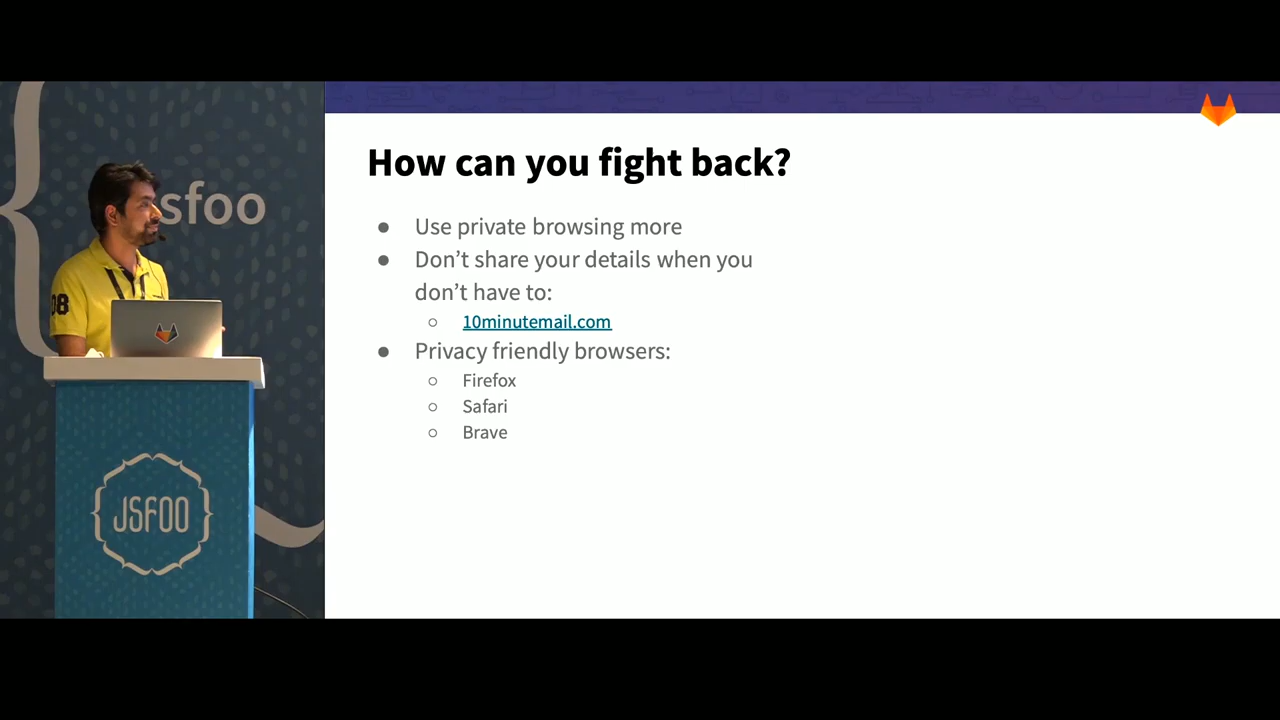 sfoo
08
JSFOO
How can you fight back?
● Use private browsing more
● Don’t share your details when you
don’t have to:
○ 10minutemail.com
● Privacy friendly browsers:
○ Firefox
○ Safari
○ Brave